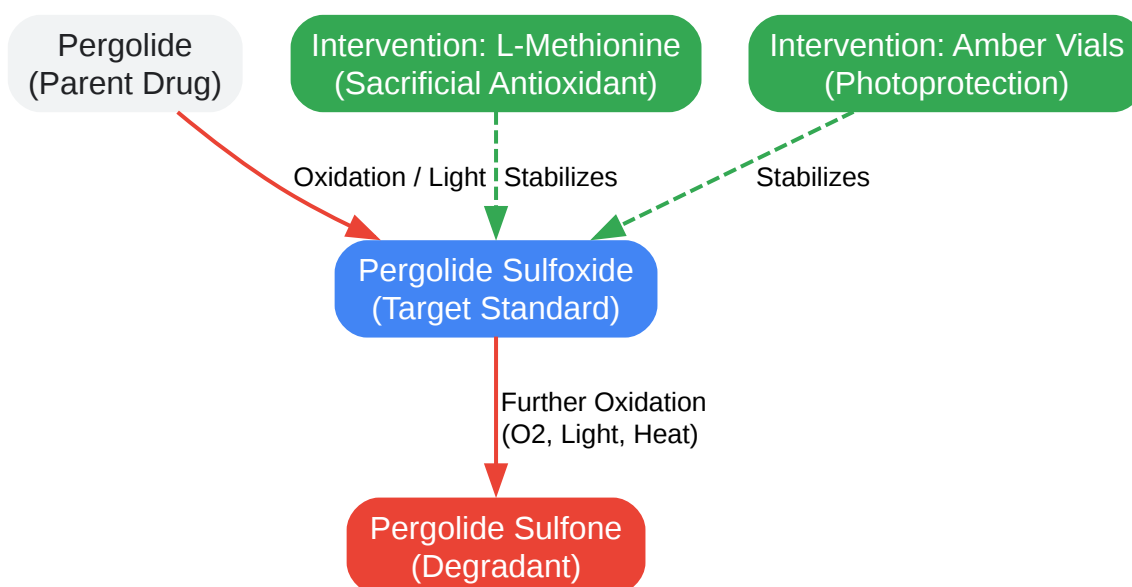 Pergolide
(Parent Drug)
Intervention: L-Methionine
(Sacrificial Antioxidant)
Intervention: Amber Vials
(Photoprotection)
Oxidation / Light
Stabilizes
Stabilizes
Pergolide Sulfoxide
(Target Standard)
Further Oxidation
(O2, Light, Heat)
Pergolide Sulfone
(Degradant)